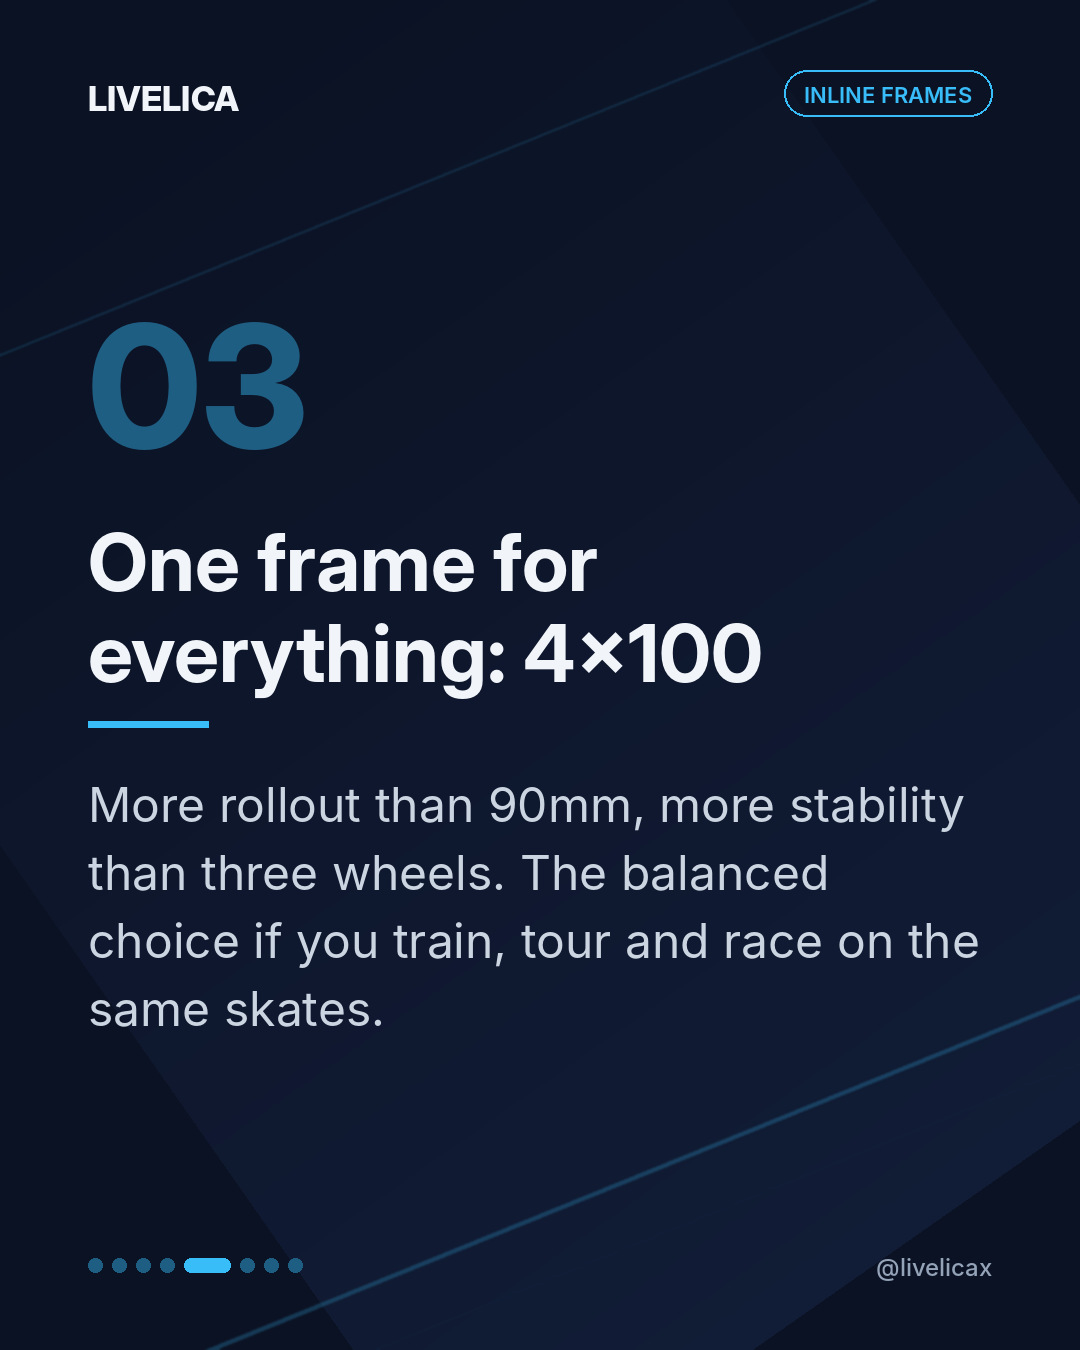 LIVELICA
INLINE FRAMES
03
One frame for
everything: 4×100
More rollout than 90mm, more stability
than three wheels. The balanced
choice if you train, tour and race on the
same skates.
@livelicax